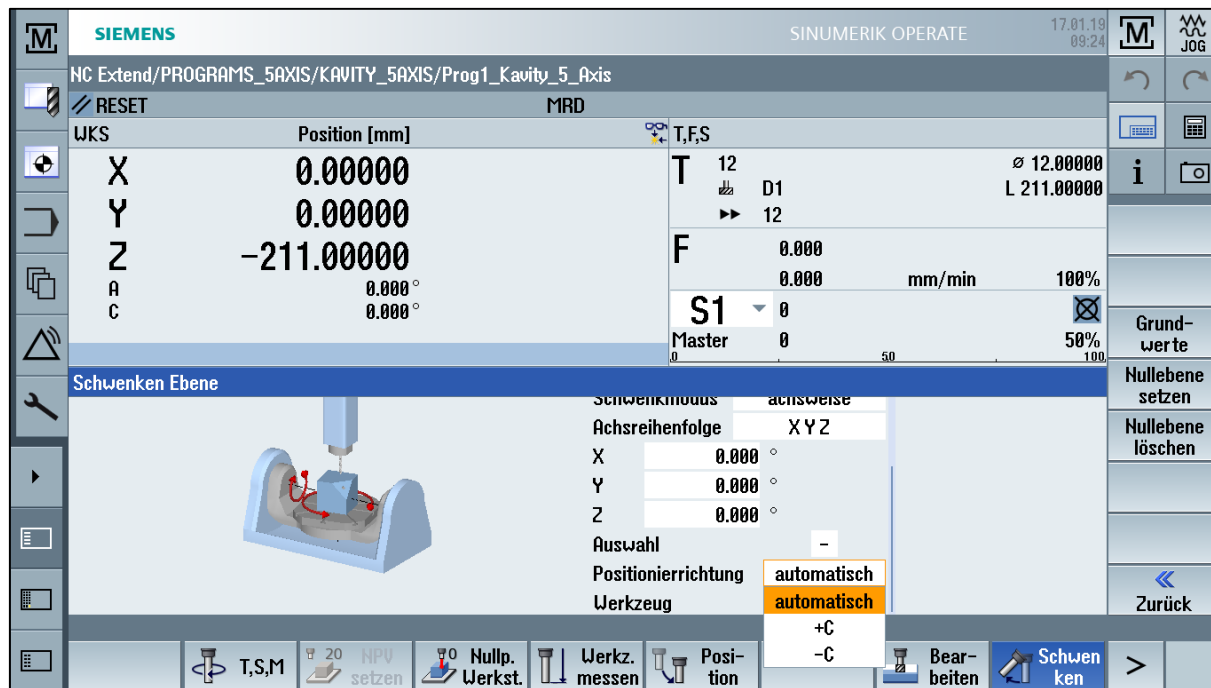 SIEMENS
SINUMERIK OPERATE
17.01.19
09:24
M
JOG
NC Extend/PROGRAMS_5AXIS/KAVITY_5AXIS/Prog1_Kavity_5_Axis
RESET
MRD
WKS
Position [mm]
T,F,S
X
0.00000
Y
0.00000
Z
-211.00000
A
0.000°
C
0.000°
T
12
ø 12.00000
D1
L 211.00000
12
F
0.000
0.000
mm/min
100%
S1
0
Master
0
50%
0
50
100
Schwenken Ebene
Schwenkmodus
achsweise
Achsreihenfolge
X Y Z
X
0.000 °
Y
0.000 °
Z
0.000 °
Auswahl
-
Positionierrichtung
automatisch
Werkzeug
automatisch
+C
-C
M
i
Grund-
werte
Nullebene
setzen
Nullebene
löschen
Zurück
T,S,M
20
NPV
setzen
0
Nullp.
Werkst.
Werkz.
messen
Posi-
tion
Bear-
beiten
Schwen
ken
>